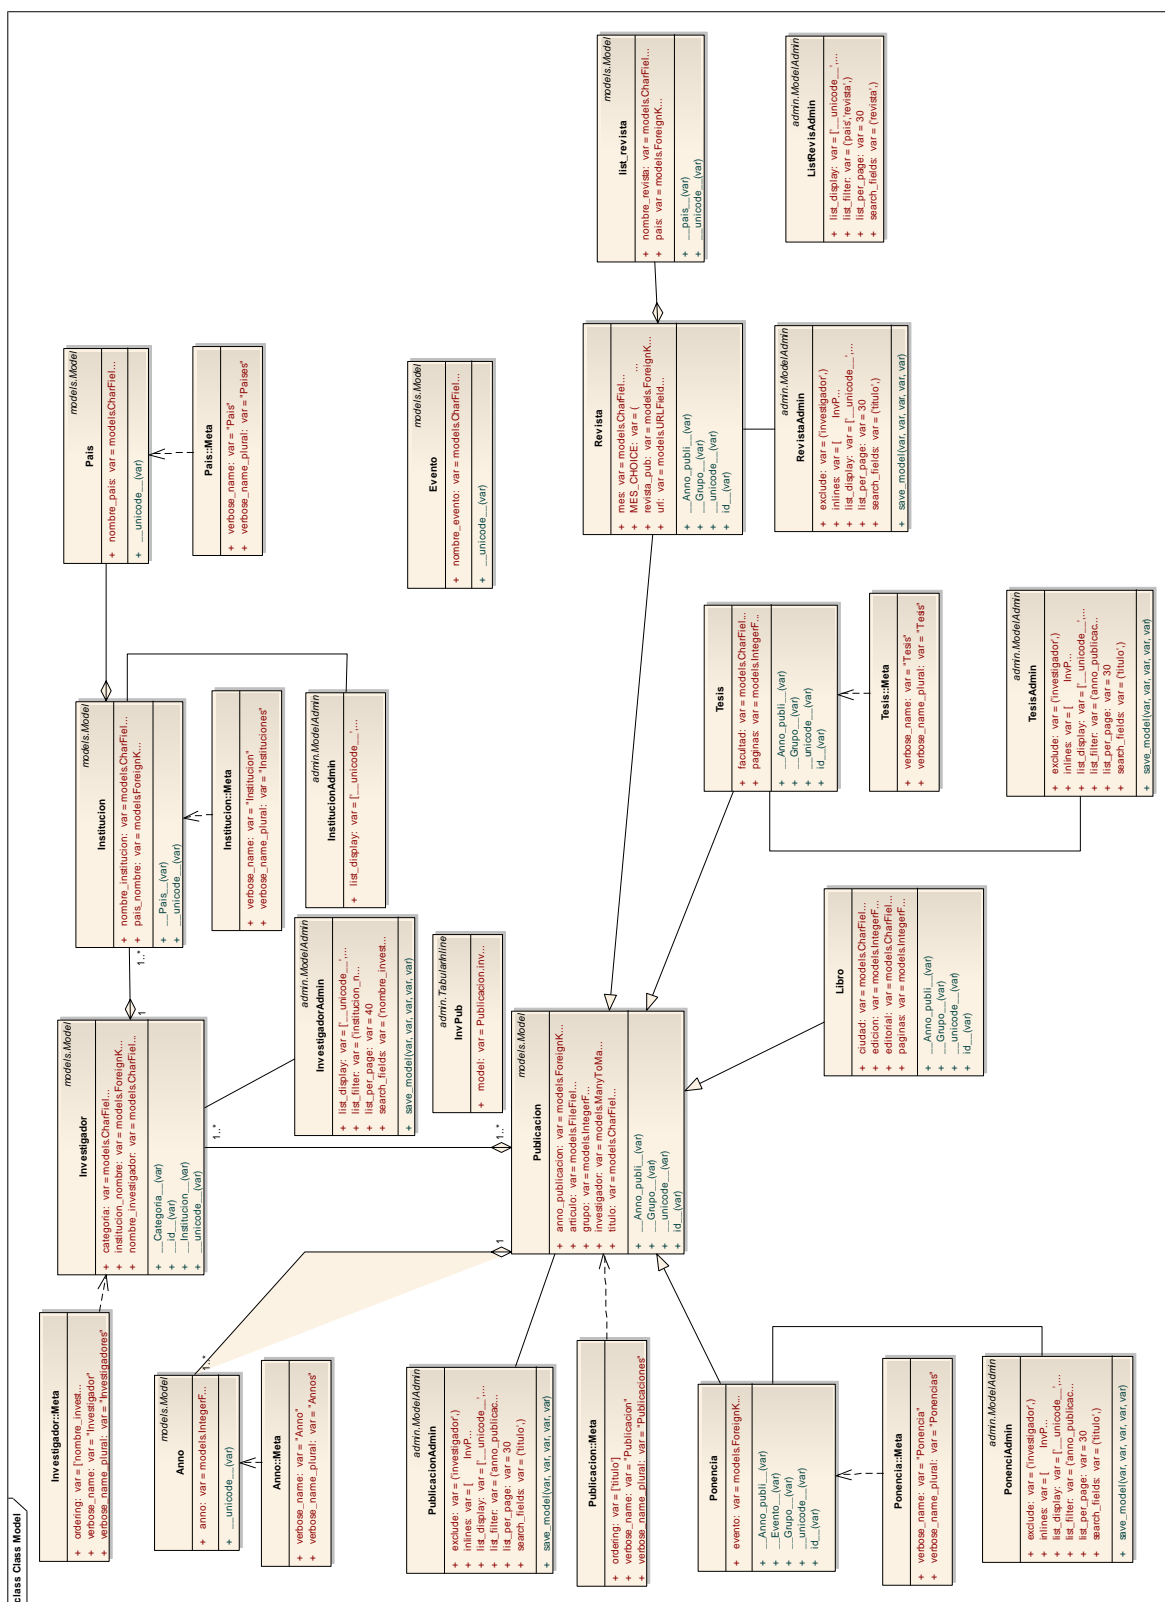 class Class Model
models.Model
Investigador
+ categoria: var = models.CharFiel...
+ institucion_nombre: var = models.ForeignK...
+ nombre_investigador: var = models.CharFiel...
+ __Categoria__(var)
+ __id__(var)
+ __Institucion__(var)
+ __unicode__(var)
models.Model
Institucion
+ nombre_institucion: var = models.CharFiel...
+ pais_nombre: var = models.ForeignK...
+ __Pais__(var)
+ __unicode__(var)
models.Model
Pais
+ nombre_pais: var = models.CharFiel...
+ __unicode__(var)
1
1..*
Investigador::Meta
+ ordering: var = ['nombre_invest...
+ verbose_name: var = "Investigador"
+ verbose_name_plural: var = "Investigadores"
Institucion::Meta
+ verbose_name: var = "Institucion"
+ verbose_name_plural: var = "Instituciones"
Pais::Meta
+ verbose_name: var = "Pais"
+ verbose_name_plural: var = "Paises"
models.Model
Anno
+ anno: var = models.IntegerF...
+ __unicode__(var)
1..*
1..*
Anno::Meta
+ verbose_name: var = "Anno"
+ verbose_name_plural: var = "Annos"
admin.ModelAdmin
InvestigadorAdmin
+ list_display: var = ['__unicode__',...
+ list_filter: var = ('institucion_n...
+ list_per_page: var = 40
+ search_fields: var = ('nombre_invest...
+ save_model(var, var, var, var, var)
admin.ModelAdmin
InstitucionAdmin
+ list_display: var = ['__unicode__',...
admin.ModelAdmin
PublicacionAdmin
+ exclude: var = ('investigador',)
+ inlines: var = [ InvP...
+ list_display: var = ['__unicode__',...
+ list_filter: var = ('anno_publicac...
+ list_per_page: var = 30
+ search_fields: var = ('titulo',)
+ save_model(var, var, var, var, var)
admin.TabularInline
InvPub
+ model: var = Publicacion.inv...
models.Model
Evento
+ nombre_evento: var = models.CharFiel...
+ __unicode__(var)
1
1..*
models.Model
Publicacion
+ anno_publicacion: var = models.ForeignK...
+ articulo: var = models.FileFiel...
+ grupo: var = models.IntegerF...
+ investigador: var = models.ManyToMa...
+ titulo: var = models.CharFiel...
+ __Anno_publi__(var)
+ __Grupo__(var)
+ __unicode__(var)
+ id__(var)
Publicacion::Meta
+ ordering: var = ['titulo']
+ verbose_name: var = "Publicacion"
+ verbose_name_plural: var = "Publicaciones"
Revista
+ mes: var = models.CharFiel...
+ MES_CHOICE: var = ( ...
+ revista_pub: var = models.ForeignK...
+ url: var = models.URLField...
+ __Anno_publi__(var)
+ __Grupo__(var)
+ __unicode__(var)
+ id__(var)
models.Model
list_revista
+ nombre_revista: var = models.CharFiel...
+ pais: var = models.ForeignK...
+ __pais__(var)
+ __unicode__(var)
Ponencia
+ evento: var = models.ForeignK...
+ __Anno_publi__(var)
+ __Evento__(var)
+ __Grupo__(var)
+ __unicode__(var)
+ id__(var)
Tesis
+ facultad: var = models.CharFiel...
+ paginas: var = models.IntegerF...
+ __Anno_publi__(var)
+ __Grupo__(var)
+ __unicode__(var)
+ id__(var)
admin.ModelAdmin
RevistaAdmin
+ exclude: var = ('investigador',)
+ inlines: var = [ InvP...
+ list_display: var = ['__unicode__',...
+ list_per_page: var = 30
+ search_fields: var = ('titulo',)
+ save_model(var, var, var, var, var)
admin.ModelAdmin
ListRevisAdmin
+ list_display: var = ['__unicode__',...
+ list_filter: var = ('pais','revista',)
+ list_per_page: var = 30
+ search_fields: var = ('revista',)
Libro
+ ciudad: var = models.CharFiel...
+ edicion: var = models.IntegerF...
+ editorial: var = models.CharFiel...
+ paginas: var = models.IntegerF...
+ __Anno_publi__(var)
+ __Grupo__(var)
+ __unicode__(var)
+ id__(var)
Ponencia::Meta
+ verbose_name: var = "Ponencia"
+ verbose_name_plural: var = "Ponencias"
Tesis::Meta
+ verbose_name: var = "Tesis"
+ verbose_name_plural: var = "Tesis"
admin.ModelAdmin
PonenciAdmin
+ exclude: var = ('investigador',)
+ inlines: var = [ InvP...
+ list_display: var = ['__unicode__',...
+ list_filter: var = ('anno_publicac...
+ list_per_page: var = 30
+ search_fields: var = ('titulo',)
+ save_model(var, var, var, var, var)
admin.ModelAdmin
TesisAdmin
+ exclude: var = ('investigador',)
+ inlines: var = [ InvP...
+ list_display: var = ['__unicode__',...
+ list_filter: var = ('anno_publicac...
+ list_per_page: var = 30
+ search_fields: var = ('titulo',)
+ save_model(var, var, var, var, var)